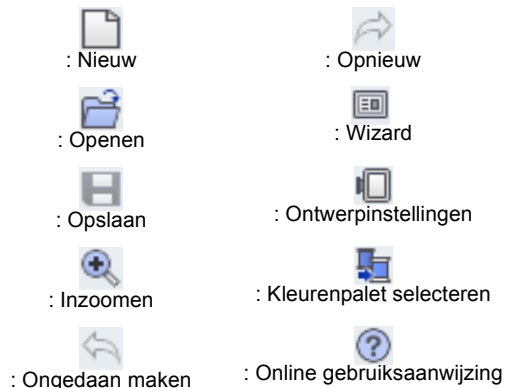 : Nieuw
: Openen
: Opslaan
: Inzoomen
: Ongedaan maken
: Opnieuw
: Wizard
: Ontwerpinstellingen
: Kleurenpalet selecteren
: Online gebruiksaanwijzing